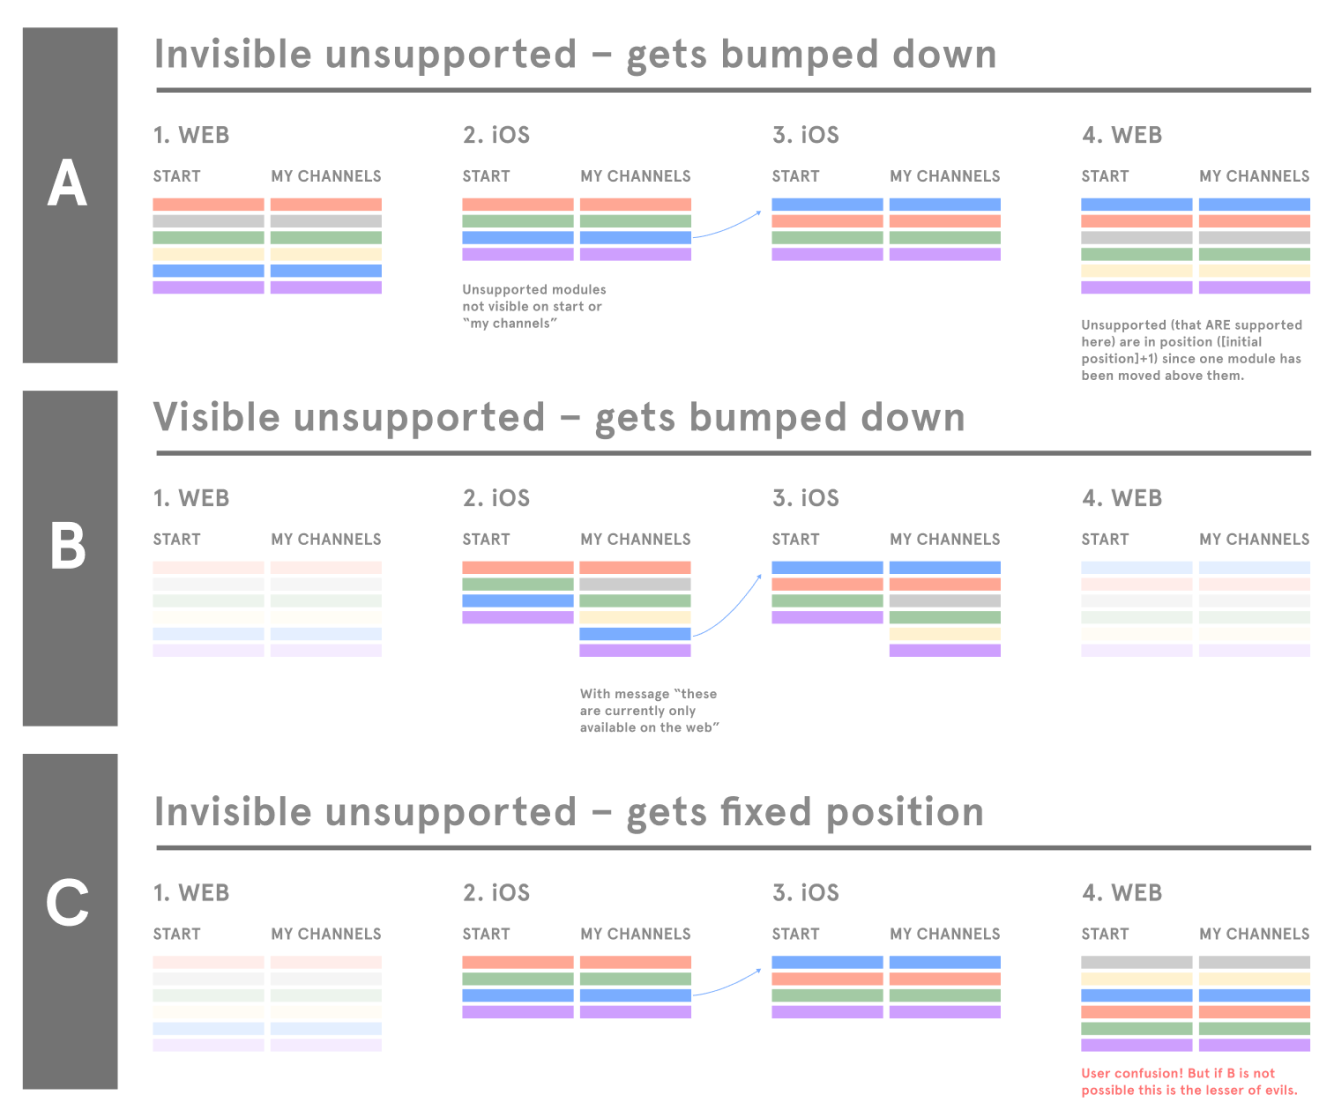 A
Invisible unsupported – gets bumped down
1. WEB
2. iOS
3. iOS
4. WEB
START
MY CHANNELS
START
MY CHANNELS
START
MY CHANNELS
START
MY CHANNELS
Unsupported modules
not visible on start or
“my channels”
Unsupported (that ARE supported
here) are in position ([initial
position]+1) since one module has
been moved above them.
B
Visible unsupported – gets bumped down
1. WEB
2. iOS
3. iOS
4. WEB
START
MY CHANNELS
START
MY CHANNELS
START
MY CHANNELS
START
MY CHANNELS
With message “these
are currently only
available on the web”
C
Invisible unsupported – gets fixed position
1. WEB
2. iOS
3. iOS
4. WEB
START
MY CHANNELS
START
MY CHANNELS
START
MY CHANNELS
START
MY CHANNELS
User confusion! But if B is not
possible this is the lesser of evils.